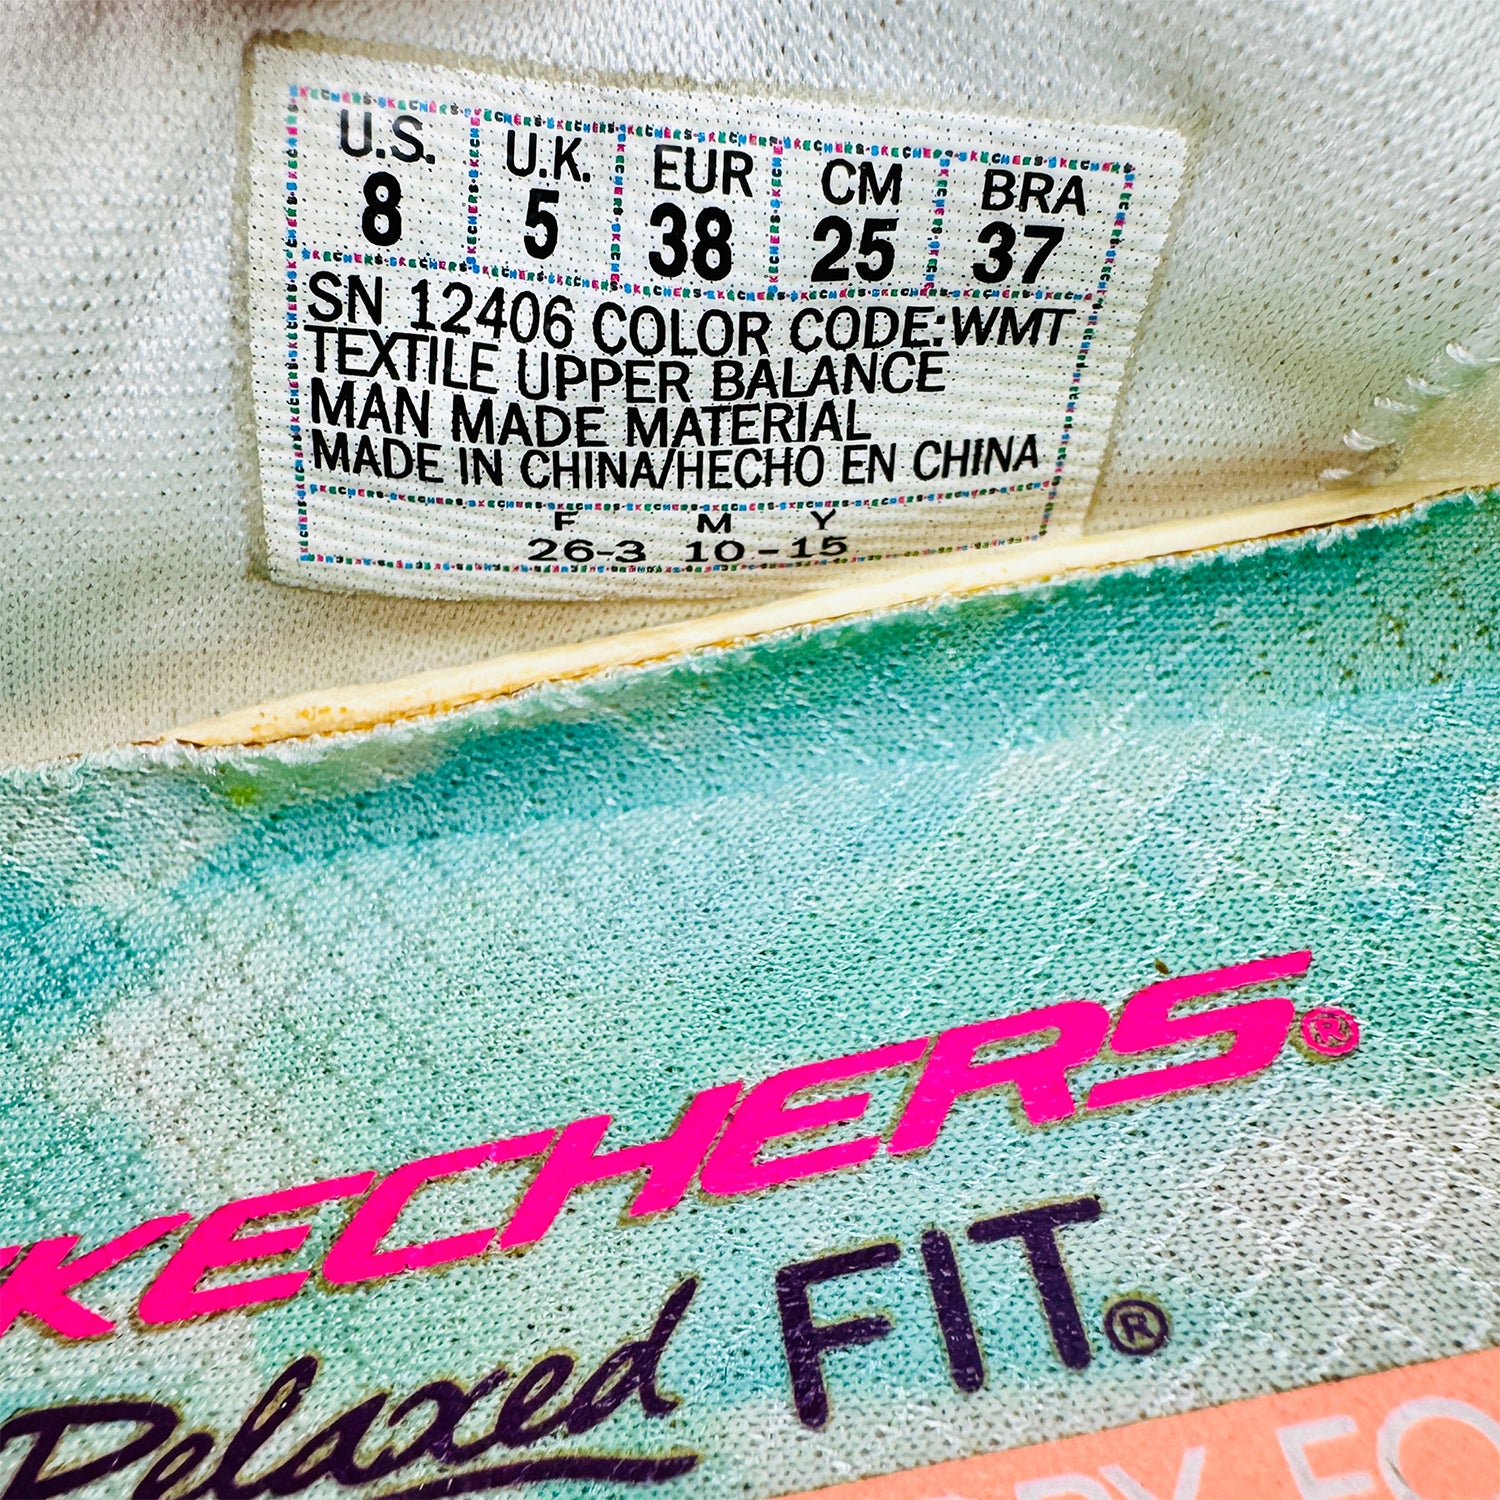 U.S. U.K. EUR CM BRA
8 5 38 25 37
SN 12406 COLOR CODE:WMT
TEXTILE UPPER BALANCE
MAN MADE MATERIAL
MADE IN CHINA/HECHO EN CHINA
F M Y
26-3 10-15
SKECHERS®
Relaxed FIT®